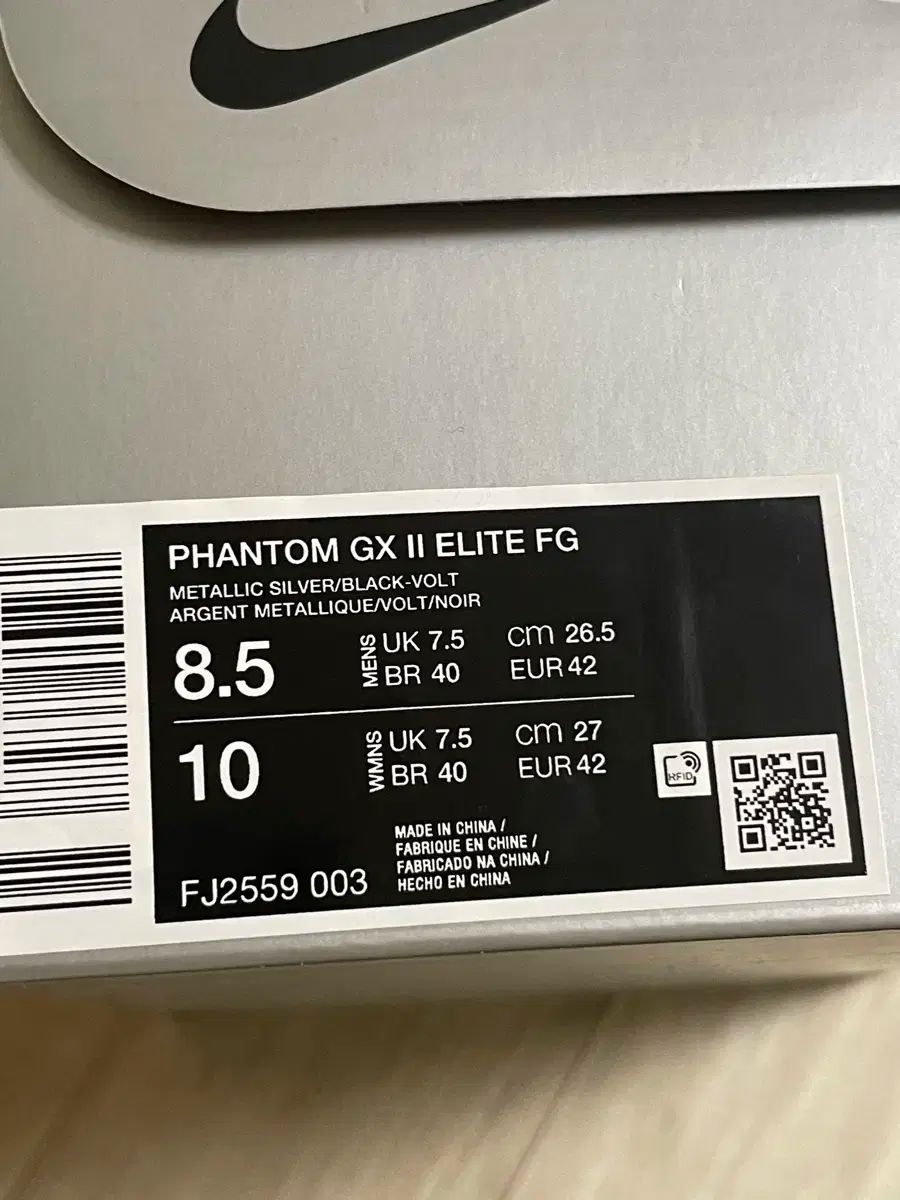 PHANTOM GX II ELITE FG
METALLIC SILVER/BLACK-VOLT
ARGENT METALLIQUE/VOLT/NOIR
8.5 MENS UK 7.5 cm 26.5
BR 40 EUR 42
10 WMNS UK 7.5 cm 27
BR 40 EUR 42
RFID
MADE IN CHINA /
FABRIQUE EN CHINE /
FABRICADO NA CHINA /
HECHO EN CHINA
FJ2559 003